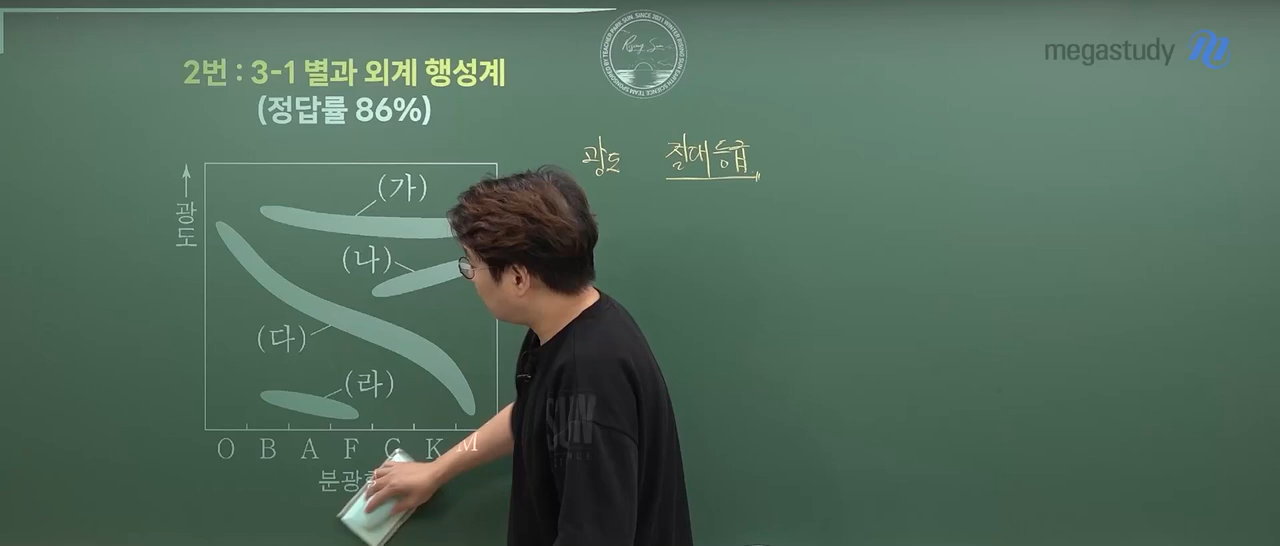 megastudy
2번 : 3-1 별과 외계 행성계
(정답률 86%)
광도 절대등급
광도
(가)
(나)
(다)
(라)
O B A F G K M
SUN